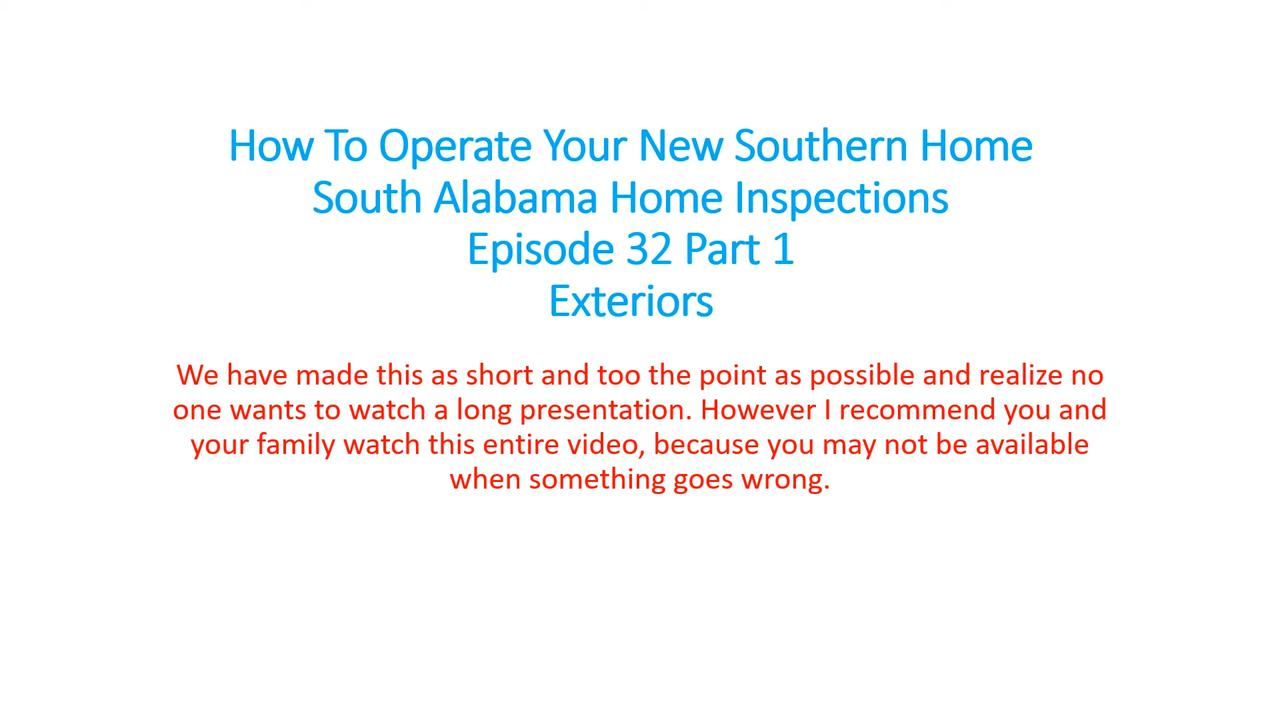 How To Operate Your New Southern Home
South Alabama Home Inspections
Episode 32 Part 1
Exteriors
We have made this as short and too the point as possible and realize no
one wants to watch a long presentation. However I recommend you and
your family watch this entire video, because you may not be available
when something goes wrong.